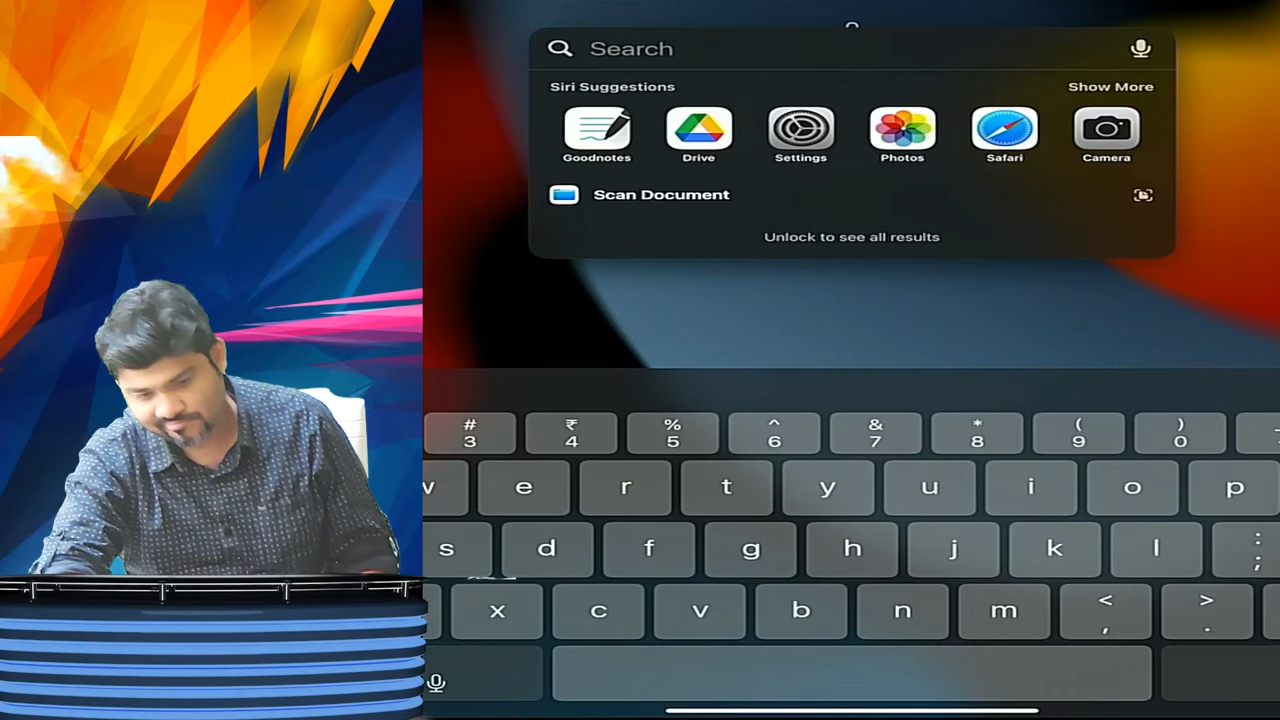 Search
Siri Suggestions Show More
Goodnotes Drive Settings Photos Safari Camera
Scan Document
Unlock to see all results
# ₹ % ^ & * ( )
3 4 5 6 7 8 9 0
e r t y u i o p
s d f g h j k l : ;
x c v b n m < , > .